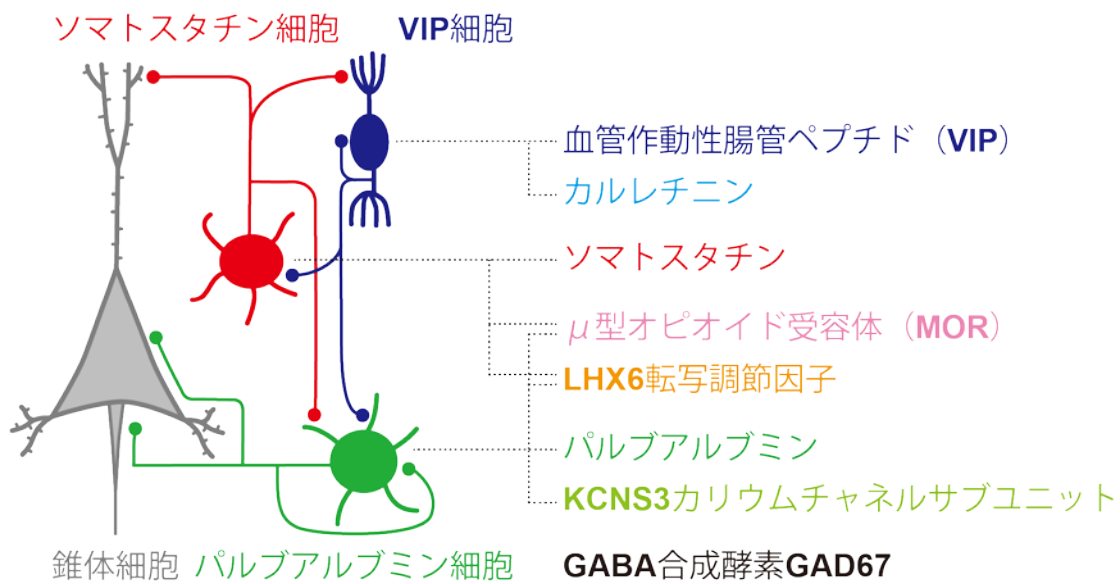 ソマトスタチン細胞
VIP細胞
血管作動性腸管ペプチド（VIP）
カルレチニン
ソマトスタチン
μ型オピオイド受容体（MOR）
LHX6転写調節因子
パルブアルブミン
KCNS3カリウムチャネルサブユニット
錐体細胞
パルブアルブミン細胞
GABA合成酵素GAD67